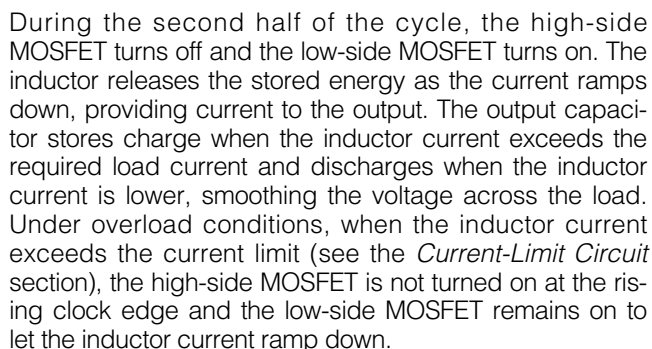 During the second half of the cycle, the high-side
MOSFET turns off and the low-side MOSFET turns on. The
inductor releases the stored energy as the current ramps
down, providing current to the output. The output capaci-
tor stores charge when the inductor current exceeds the
required load current and discharges when the inductor
current is lower, smoothing the voltage across the load.
Under overload conditions, when the inductor current
exceeds the current limit (see the Current-Limit Circuit
section), the high-side MOSFET is not turned on at the ris-
ing clock edge and the low-side MOSFET remains on to
let the inductor current ramp down.